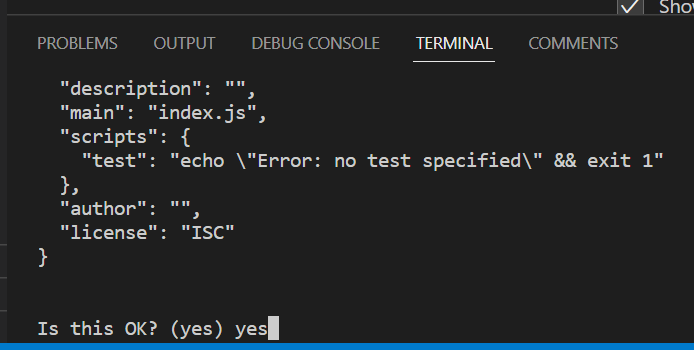 Show
PROBLEMS OUTPUT DEBUG CONSOLE TERMINAL COMMENTS
"description": "",
"main": "index.js",
"scripts": {
"test": "echo \"Error: no test specified\" && exit 1"
},
"author": "",
"license": "ISC"
}
Is this OK? (yes) yes